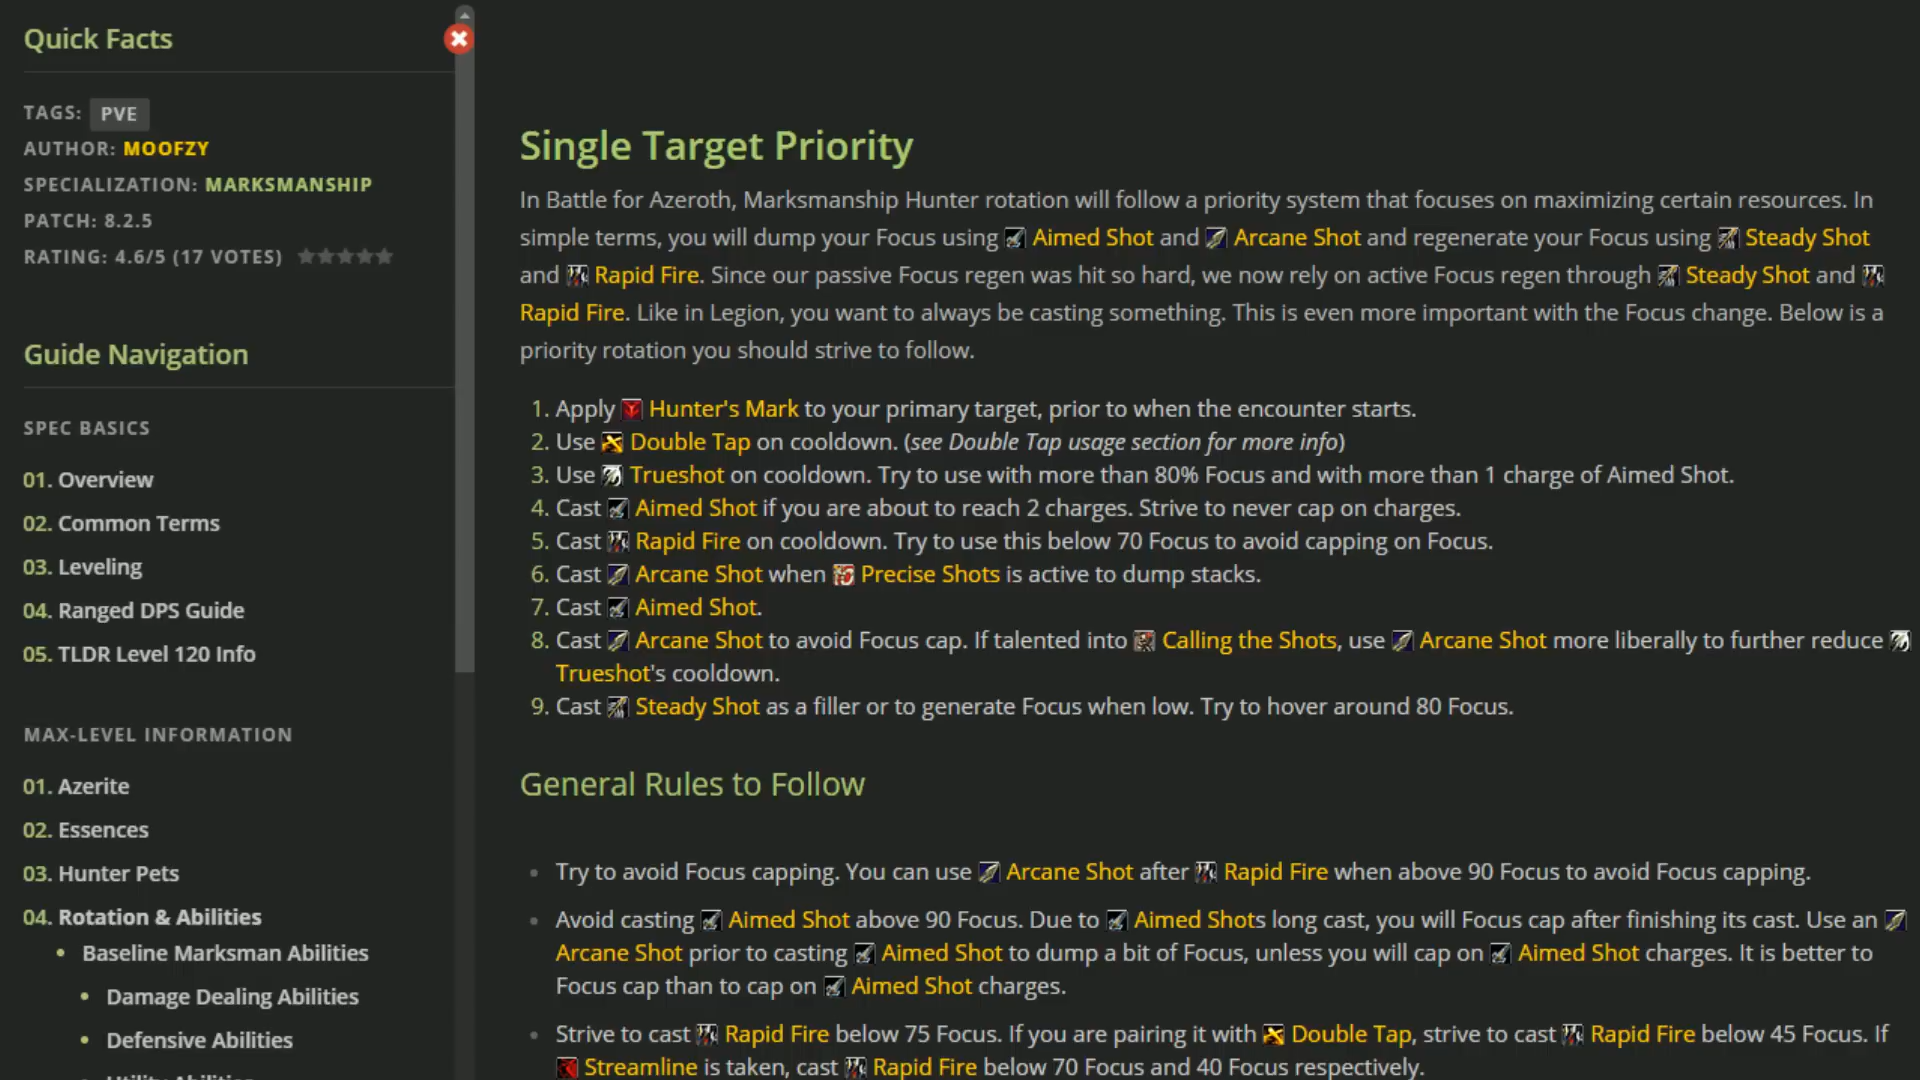 Quick Facts
TAGS: PVE
AUTHOR: MOOFZY
SPECIALIZATION: MARKSMANSHIP
PATCH: 8.2.5
RATING: 4.6/5 (17 VOTES)
Guide Navigation
SPEC BASICS
01. Overview
02. Common Terms
03. Leveling
04. Ranged DPS Guide
05. TLDR Level 120 Info
MAX-LEVEL INFORMATION
01. Azerite
02. Essences
03. Hunter Pets
04. Rotation & Abilities
• Baseline Marksman Abilities
• Damage Dealing Abilities
• Defensive Abilities
• Utility Abilities
Single Target Priority
In Battle for Azeroth, Marksmanship Hunter rotation will follow a priority system that focuses on maximizing certain resources. In
simple terms, you will dump your Focus using Aimed Shot and Arcane Shot and regenerate your Focus using Steady Shot
and Rapid Fire. Since our passive Focus regen was hit so hard, we now rely on active Focus regen through Steady Shot and
Rapid Fire. Like in Legion, you want to always be casting something. This is even more important with the Focus change. Below is a
priority rotation you should strive to follow.
1. Apply Hunter's Mark to your primary target, prior to when the encounter starts.
2. Use Double Tap on cooldown. (see Double Tap usage section for more info)
3. Use Trueshot on cooldown. Try to use with more than 80% Focus and with more than 1 charge of Aimed Shot.
4. Cast Aimed Shot if you are about to reach 2 charges. Strive to never cap on charges.
5. Cast Rapid Fire on cooldown. Try to use this below 70 Focus to avoid capping on Focus.
6. Cast Arcane Shot when Precise Shots is active to dump stacks.
7. Cast Aimed Shot.
8. Cast Arcane Shot to avoid Focus cap. If talented into Calling the Shots, use Arcane Shot more liberally to further reduce
Trueshot's cooldown.
9. Cast Steady Shot as a filler or to generate Focus when low. Try to hover around 80 Focus.
General Rules to Follow
• Try to avoid Focus capping. You can use Arcane Shot after Rapid Fire when above 90 Focus to avoid Focus capping.
• Avoid casting Aimed Shot above 90 Focus. Due to Aimed Shots long cast, you will Focus cap after finishing its cast. Use an
Arcane Shot prior to casting Aimed Shot to dump a bit of Focus, unless you will cap on Aimed Shot charges. It is better to
Focus cap than to cap on Aimed Shot charges.
• Strive to cast Rapid Fire below 75 Focus. If you are pairing it with Double Tap, strive to cast Rapid Fire below 45 Focus. If
Streamline is taken, cast Rapid Fire below 70 Focus and 40 Focus respectively.